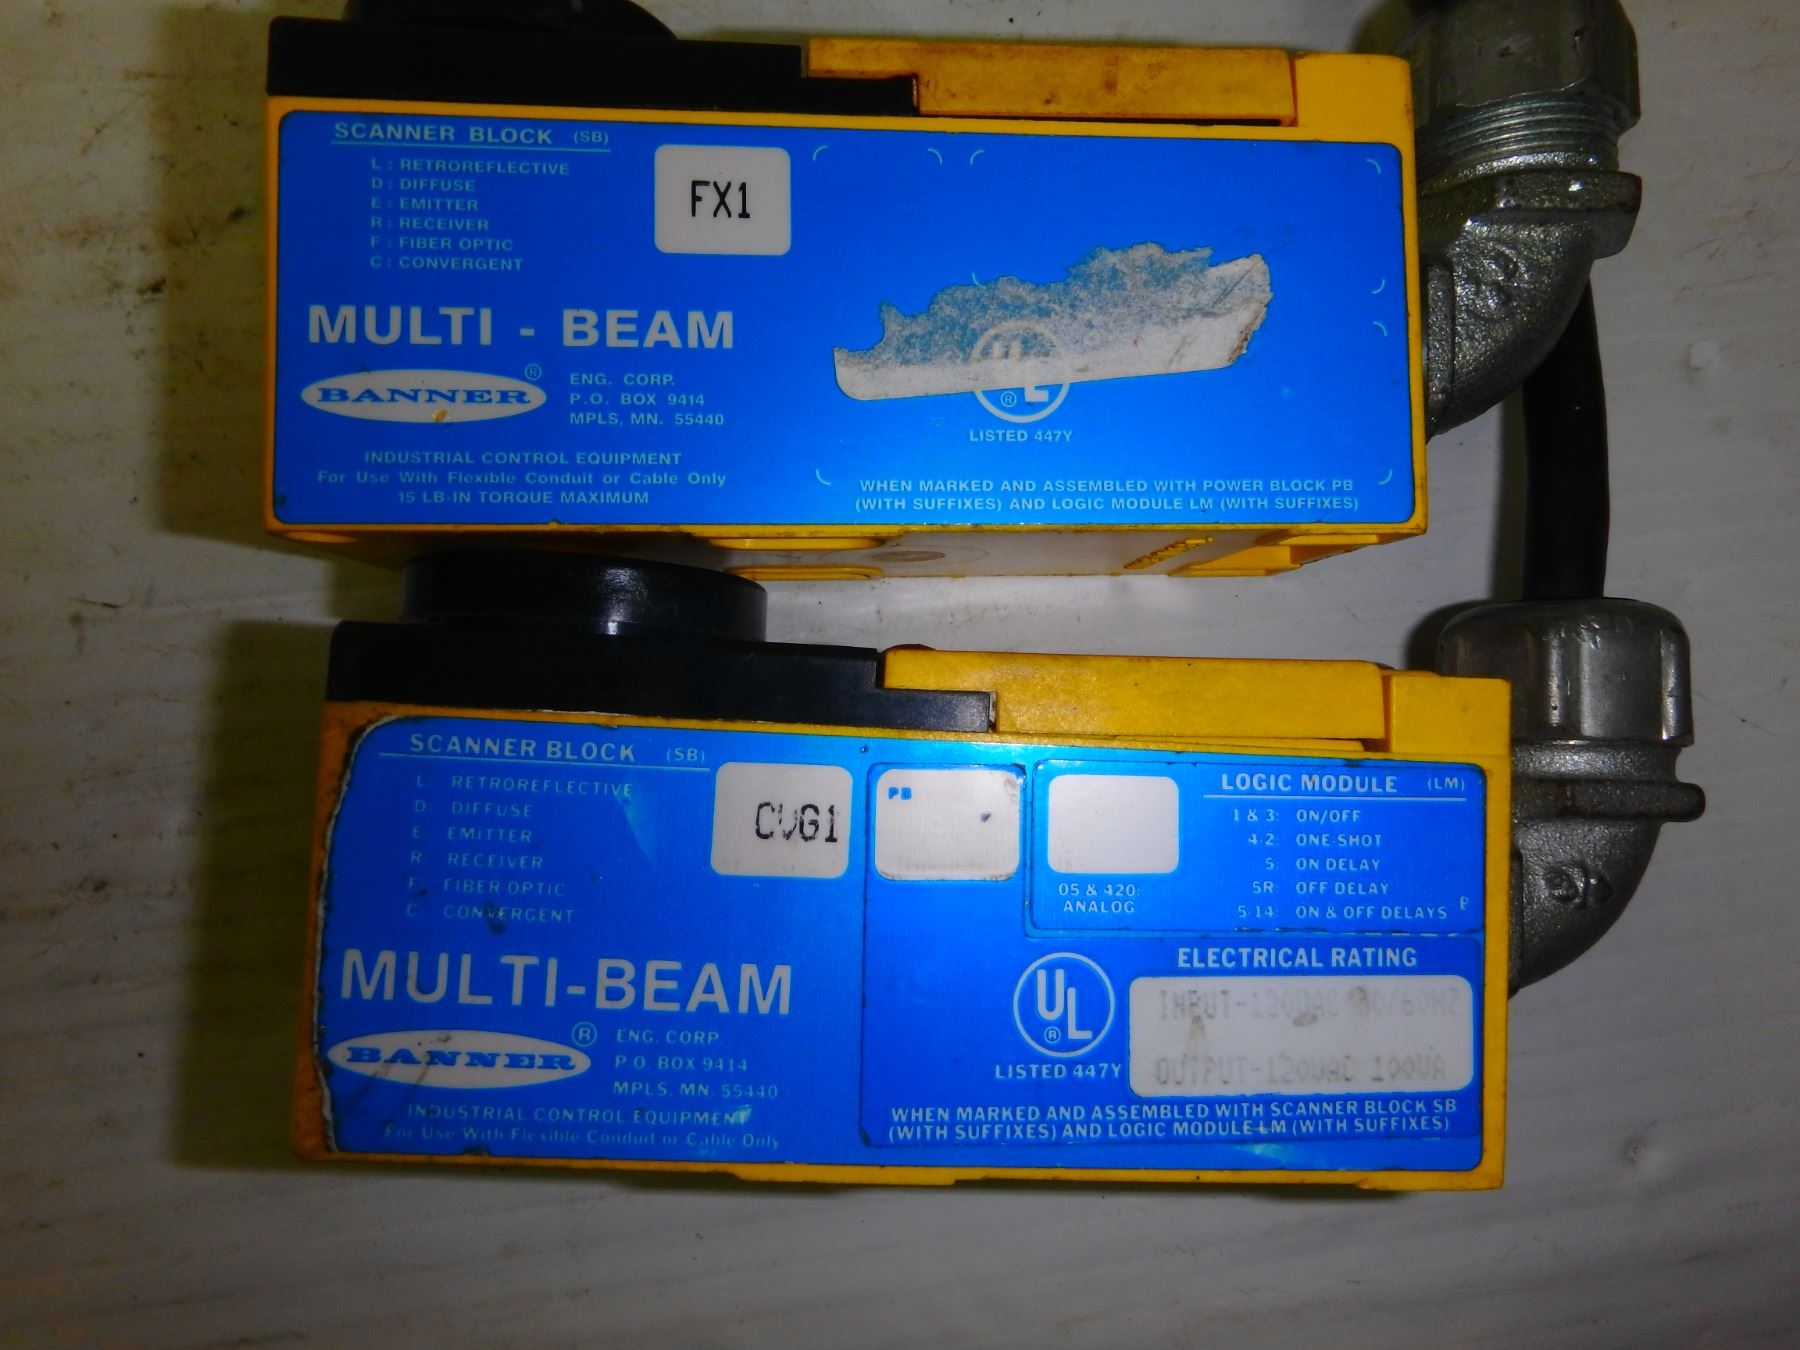 SCANNER BLOCK (SB)
L : RETROREFLECTIVE
D : DIFFUSE
E : EMITTER
R : RECEIVER
F : FIBER OPTIC
C : CONVERGENT
FX1
MULTI - BEAM
BANNER ®
ENG. CORP.
P.O. BOX 9414
MPLS, MN. 55440
INDUSTRIAL CONTROL EQUIPMENT
For Use With Flexible Conduit or Cable Only
15 LB-IN TORQUE MAXIMUM
UL ®
LISTED 447Y
WHEN MARKED AND ASSEMBLED WITH POWER BLOCK PB
(WITH SUFFIXES) AND LOGIC MODULE LM (WITH SUFFIXES)
SCANNER BLOCK (SB)
L: RETROREFLECTIVE
D: DIFFUSE
E: EMITTER
R: RECEIVER
F: FIBER OPTIC
C: CONVERGENT
CVG1
MULTI-BEAM
BANNER ®
ENG. CORP.
P.O. BOX 9414
MPLS. MN. 55440
INDUSTRIAL CONTROL EQUIPMENT
For Use With Flexible Conduit or Cable Only
PB
05 & 420:
ANALOG
LOGIC MODULE (LM)
1 & 3: ON/OFF
4-2: ONE-SHOT
5: ON DELAY
5R: OFF DELAY
5-14: ON & OFF DELAYS
P
UL ®
LISTED 447Y
ELECTRICAL RATING
INPUT-120VAC 50/60HZ
OUTPUT-120VAC 100VA
WHEN MARKED AND ASSEMBLED WITH SCANNER BLOCK SB
(WITH SUFFIXES) AND LOGIC MODULE LM (WITH SUFFIXES)